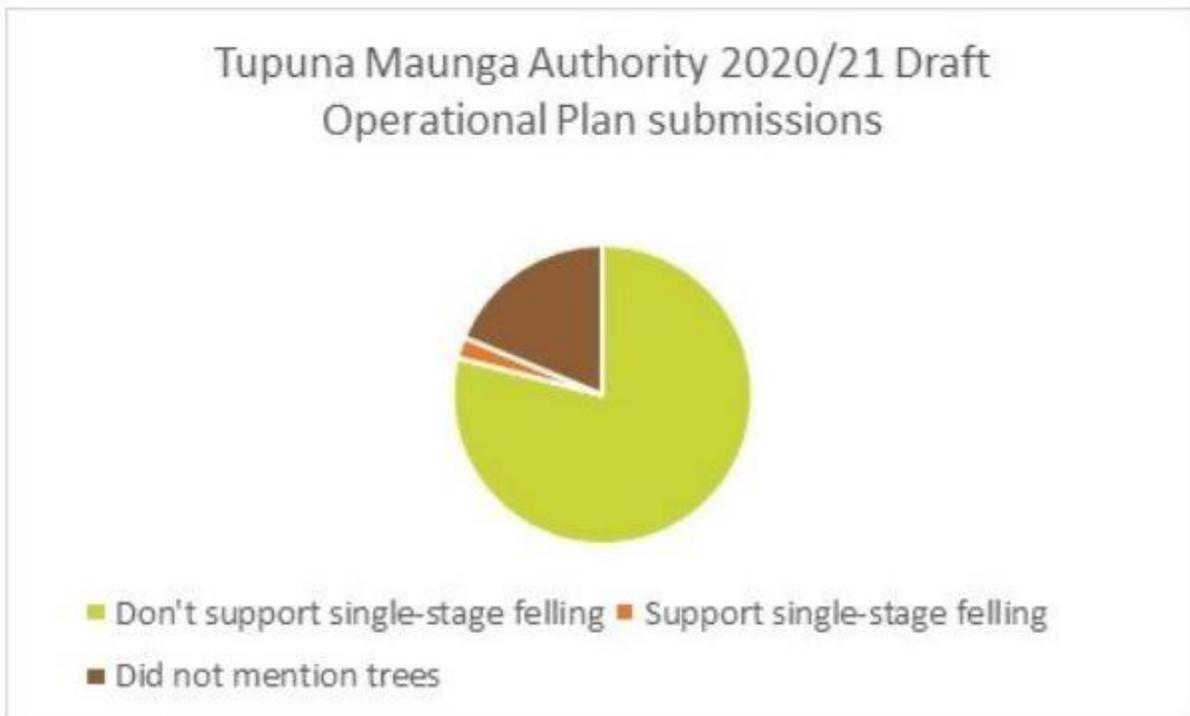 Tupuna Maunga Authority 2020/21 Draft
Operational Plan submissions
Don't support single-stage felling Support single-stage felling
Did not mention trees